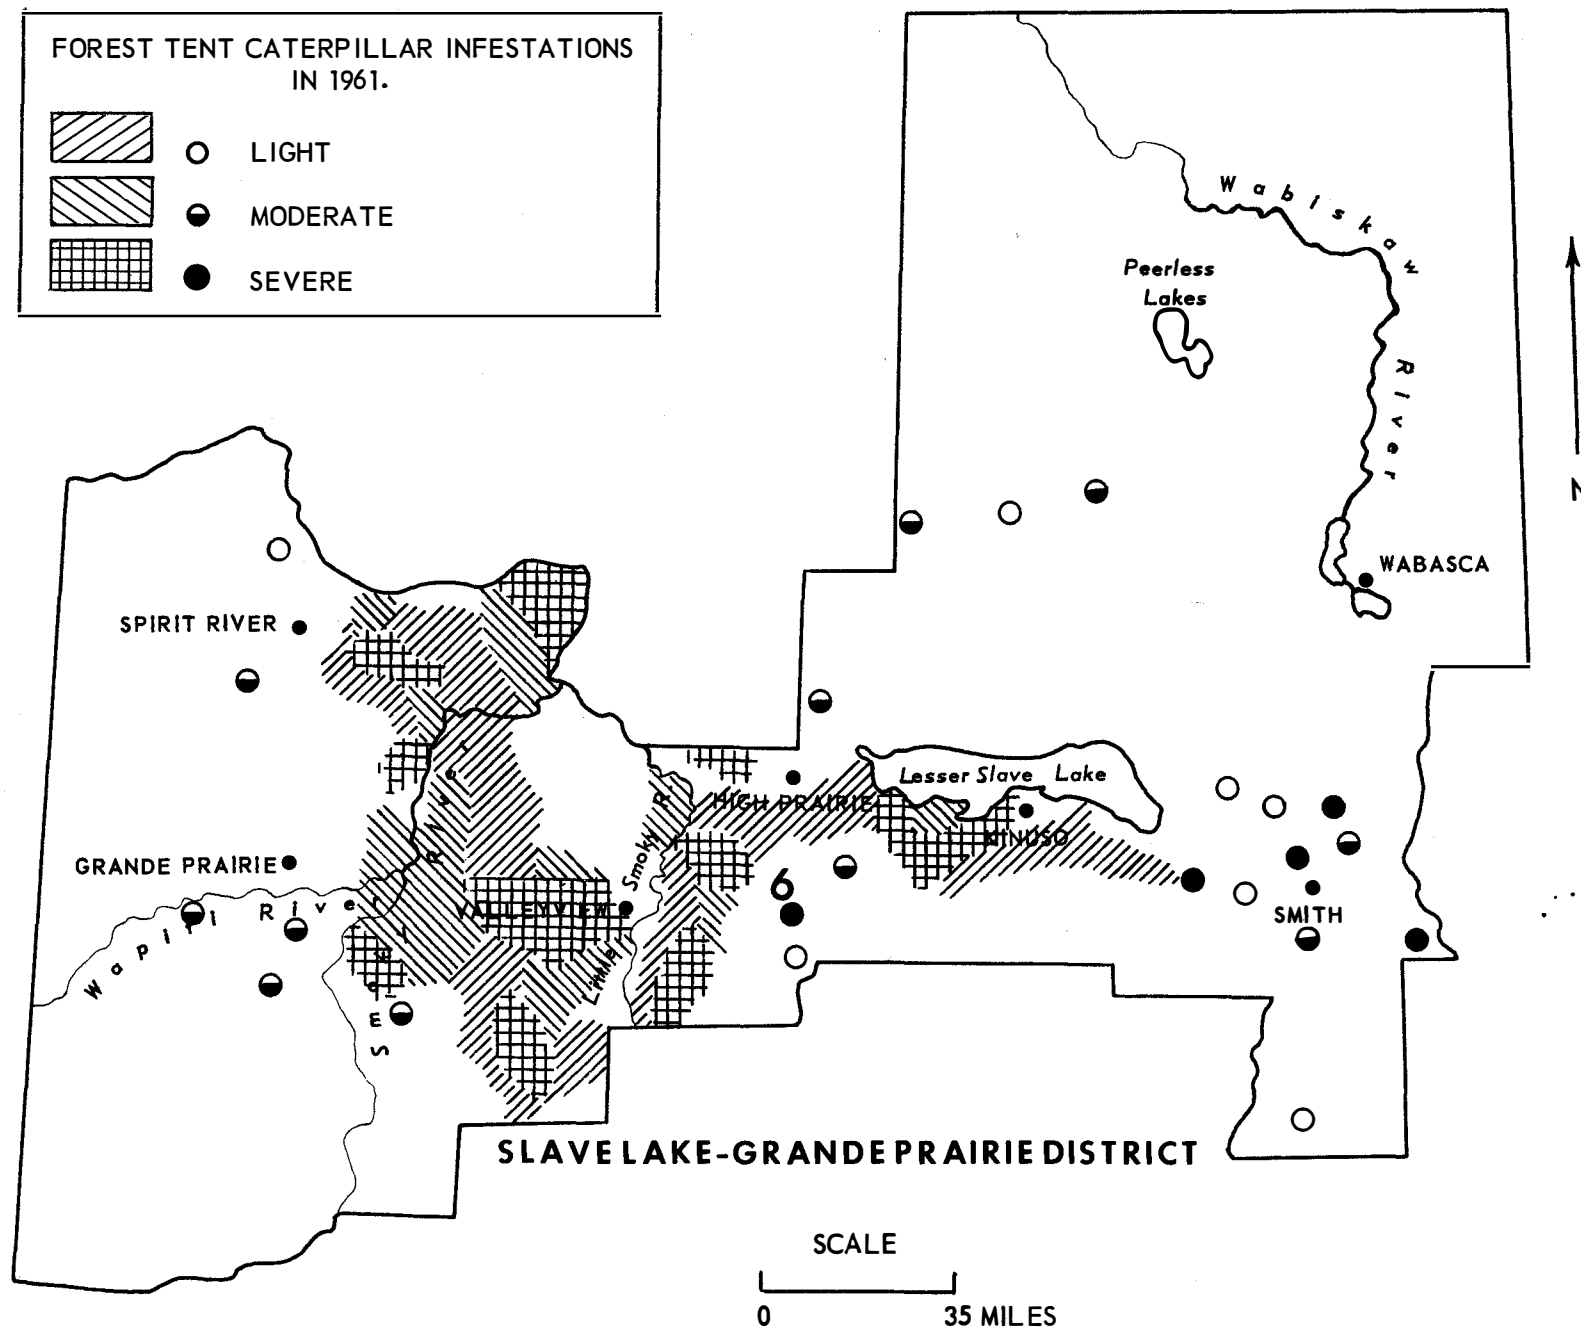 FOREST TENT CATERPILLAR INFESTATIONS
IN 1961.
LIGHT
MODERATE
SEVERE
Wabiskaw River
Peerless
Lakes
N
WABASCA
SPIRIT RIVER
Lesser Slave Lake
HIGH PRAIRIE
KINUSO
GRANDE PRAIRIE
Smoky River
Little Smoky R.
6
VALLEYVIEW
Wapiti River
SMITH
SLAVE LAKE-GRANDE PRAIRIE DISTRICT
SCALE
0 35 MILES